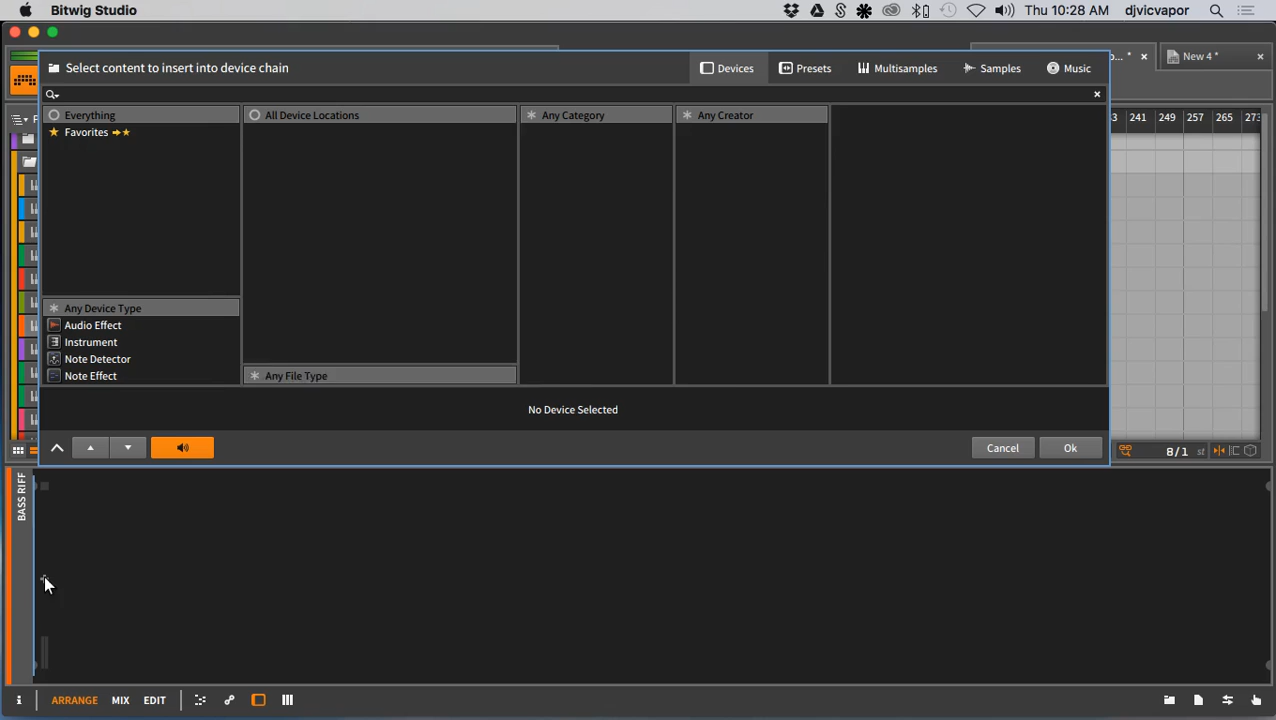 Bitwig Studio
Thu 10:28 AM djvicvapor
Select content to insert into device chain
Devices Presets Multisamples Samples Music
... * New 4 *
Everything
Favorites
Any Device Type
Audio Effect
Instrument
Note Detector
Note Effect
All Device Locations
Any File Type
Any Category
Any Creator
241 249 257 265 273
No Device Selected
Cancel Ok
8/1 st
BASS RIFF
i ARRANGE MIX EDIT